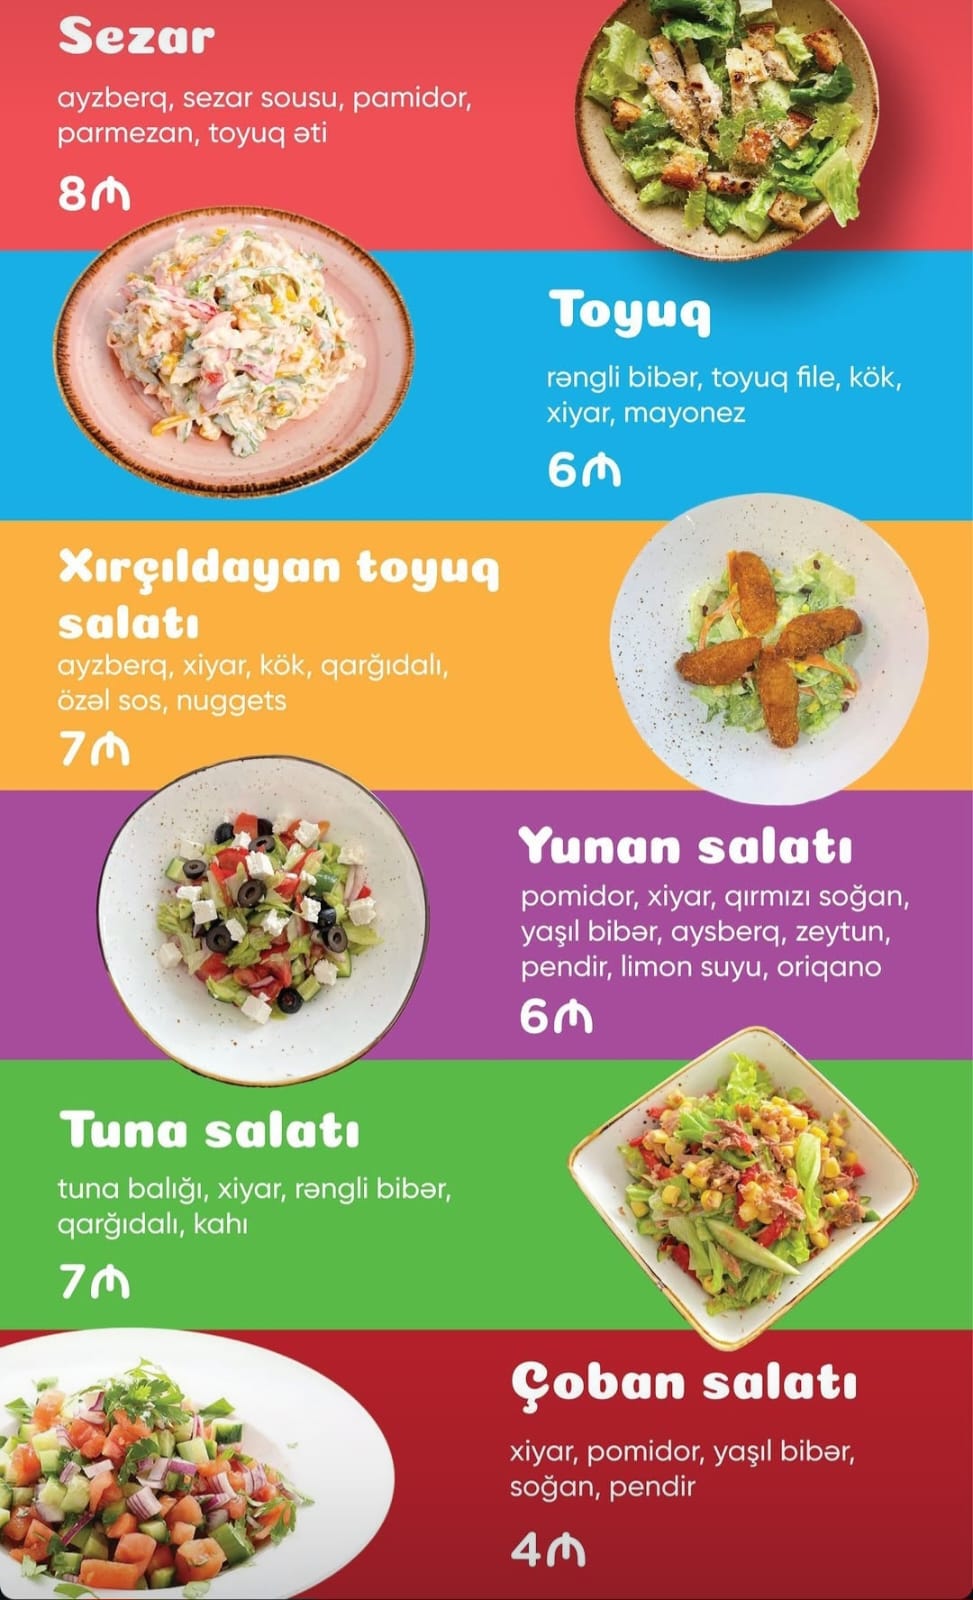 Sezar
ayzberq, sezar sousu, pamidor,
parmezan, toyuq əti
8₼
Toyuq
rəngli bibər, toyuq file, kök,
xiyar, mayonez
6₼
Xırçıldayan toyuq
salatı
ayzberq, xiyar, kök, qarğıdalı,
özəl sos, nuggets
7₼
Yunan salatı
pomidor, xiyar, qırmızı soğan,
yaşıl bibər, aysberq, zeytun,
pendir, limon suyu, oriqano
6₼
Tuna salatı
tuna balığı, xiyar, rəngli bibər,
qarğıdalı, kahı
7₼
Çoban salatı
xiyar, pomidor, yaşıl bibər,
soğan, pendir
4₼